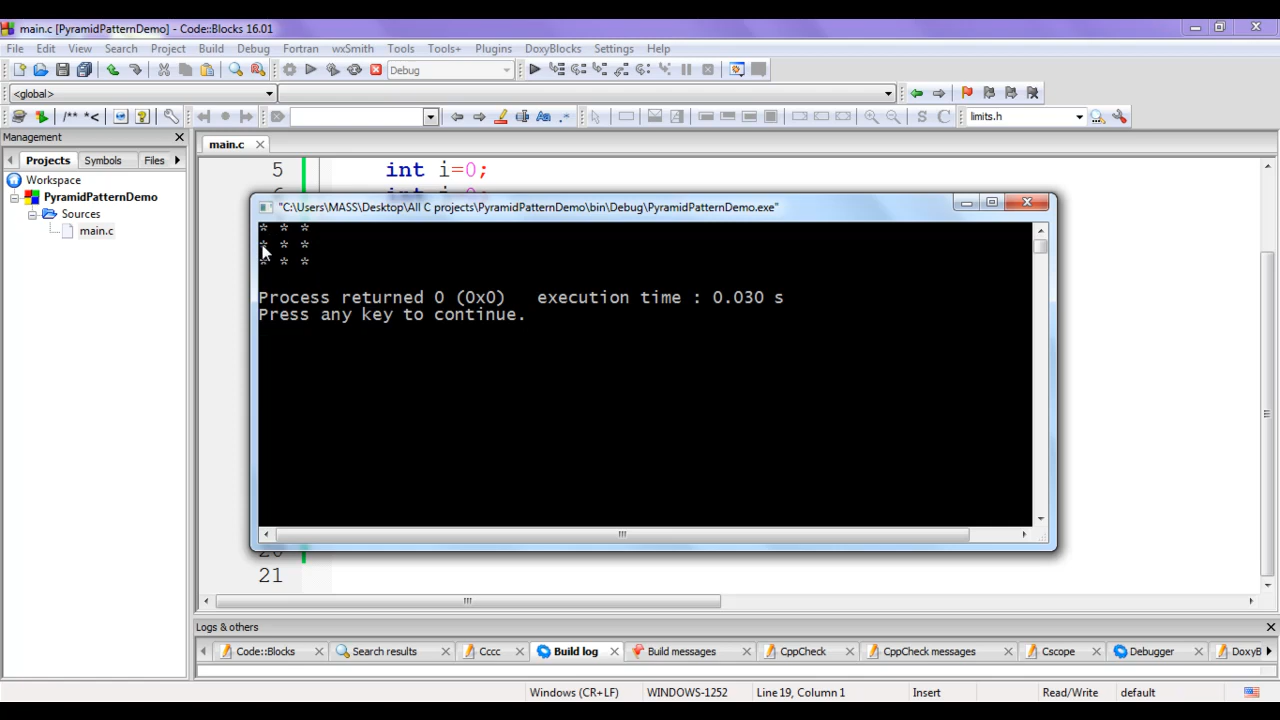 main.c [PyramidPatternDemo] - Code::Blocks 16.01
File Edit View Search Project Build Debug Fortran wxSmith Tools Tools+ Plugins DoxyBlocks Settings Help
Debug
<global>
/** *< S C limits.h
Management
main.c
Projects Symbols Files
Workspace
PyramidPatternDemo
Sources
main.c
5 int i=0;
"C:\Users\MASS\Desktop\All C projects\PyramidPatternDemo\bin\Debug\PyramidPatternDemo.exe"
* * *
* * *
* * *
Process returned 0 (0x0) execution time : 0.030 s
Press any key to continue.
20
21
Logs & others
Code::Blocks Search results Cccc Build log Build messages CppCheck CppCheck messages Cscope Debugger DoxyB
Windows (CR+LF) WINDOWS-1252 Line 19, Column 1 Insert Read/Write default